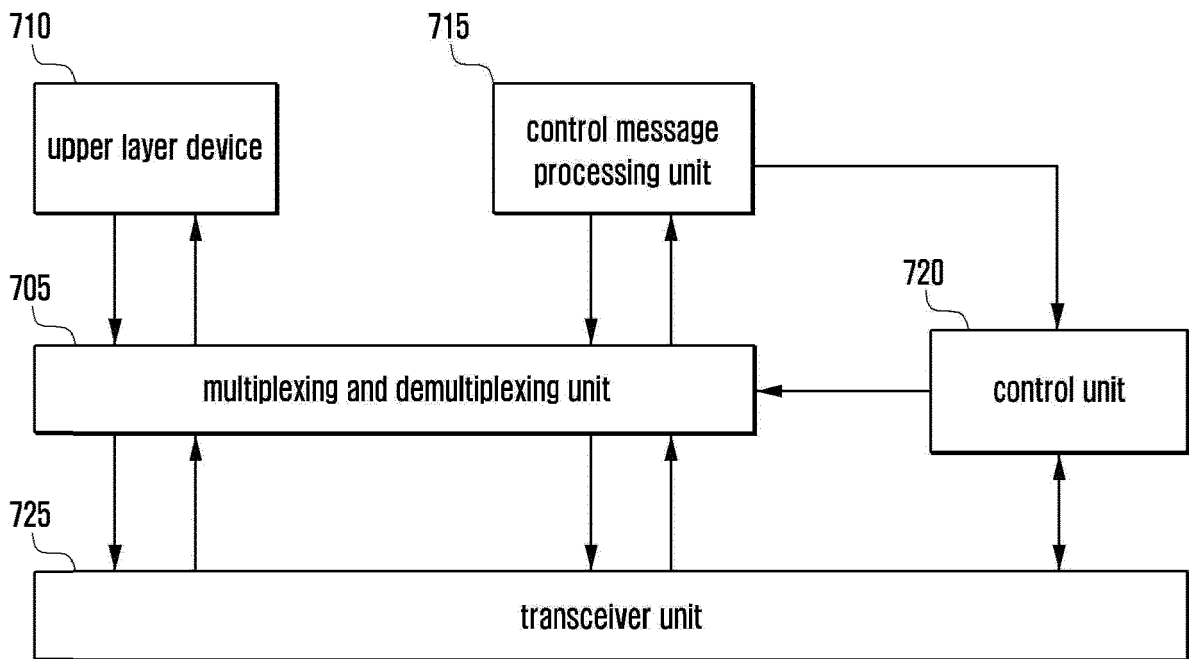 710
715
upper layer device
control message
processing unit
705
720
multiplexing and demultiplexing unit
control unit
725
transceiver unit